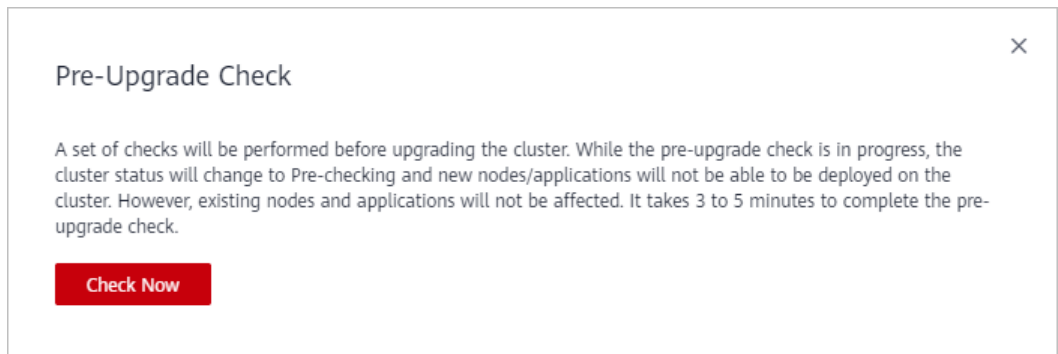 Pre-Upgrade Check
A set of checks will be performed before upgrading the cluster. While the pre-upgrade check is in progress, the
cluster status will change to Pre-checking and new nodes/applications will not be able to be deployed on the
cluster. However, existing nodes and applications will not be affected. It takes 3 to 5 minutes to complete the pre-
upgrade check.
Check Now